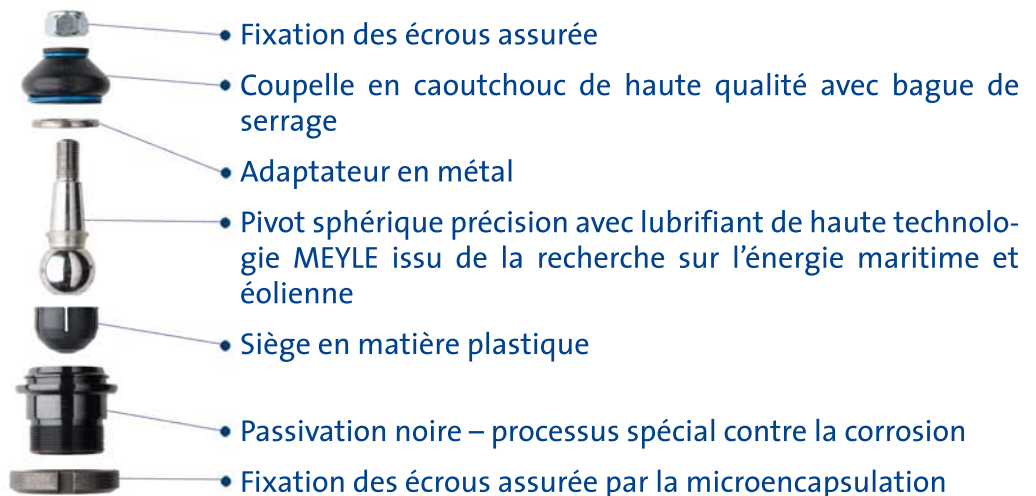 Fixation des écrous assurée
Coupelle en caoutchouc de haute qualité avec bague de
serrage
Adaptateur en métal
Pivot sphérique précision avec lubrifiant de haute technolo-
gie MEYLE issu de la recherche sur l’énergie maritime et
éolienne
Siège en matière plastique
Passivation noire – processus spécial contre la corrosion
Fixation des écrous assurée par la microencapsulation